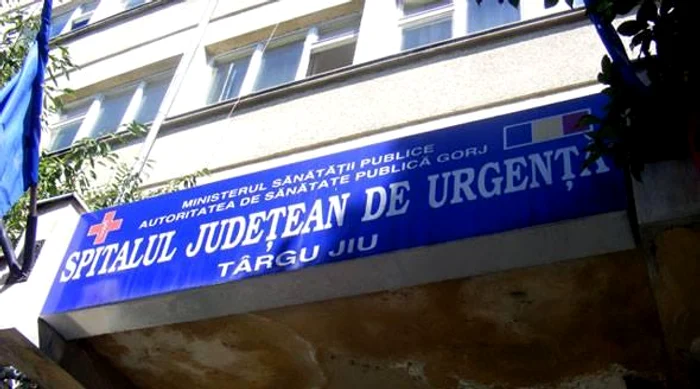 MINISTERUL SĂNĂTĂȚII PUBLICE
AUTORITATEA DE SĂNĂTATE PUBLICĂ GORJ
SPITALUL JUDEȚEAN DE URGENȚĂ
TÂRGU JIU